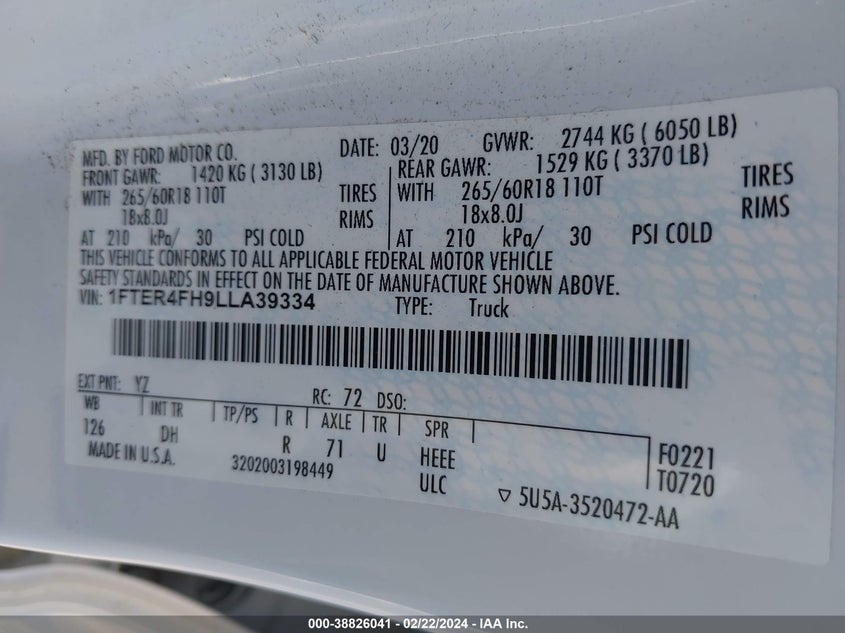 MFD. BY FORD MOTOR CO. DATE: 03/20 GVWR: 2744 KG ( 6050 LB)
FRONT GAWR: 1420 KG ( 3130 LB) REAR GAWR: 1529 KG ( 3370 LB)
WITH 265/60R18 110T TIRES WITH 265/60R18 110T TIRES
18x8.0J RIMS 18x8.0J RIMS
AT 210 kPa/ 30 PSI COLD AT 210 kPa/ 30 PSI COLD
THIS VEHICLE CONFORMS TO ALL APPLICABLE FEDERAL MOTOR VEHICLE
SAFETY STANDARDS IN EFFECT ON THE DATE OF MANUFACTURE SHOWN ABOVE.
VIN: 1FTER4FH9LLA39334 TYPE: Truck
EXT PNT: YZ RC: 72 DSO:
WB INT TR TP/PS R AXLE TR SPR
126 DH R 71 U HEEE F0221
MADE IN U.S.A. 3202003198449 ULC T0720
▽ 5U5A-3520472-AA
000-38826041 - 02/22/2024 - IAA Inc.